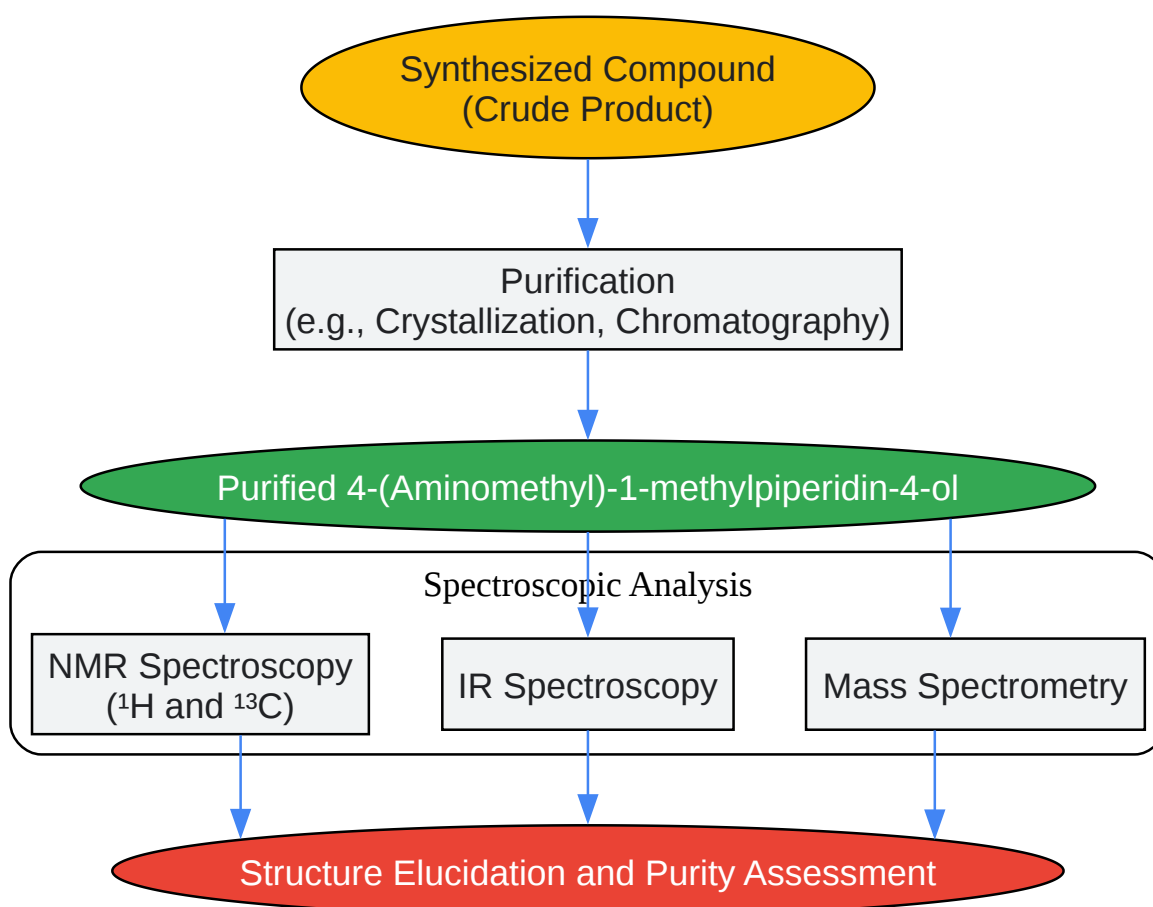 Synthesized Compound
(Crude Product)
Purification
(e.g., Crystallization, Chromatography)
Purified 4-(Aminomethyl)-1-methylpiperidin-4-ol
Spectroscopic Analysis
NMR Spectroscopy
(¹H and ¹³C)
IR Spectroscopy
Mass Spectrometry
Structure Elucidation and Purity Assessment